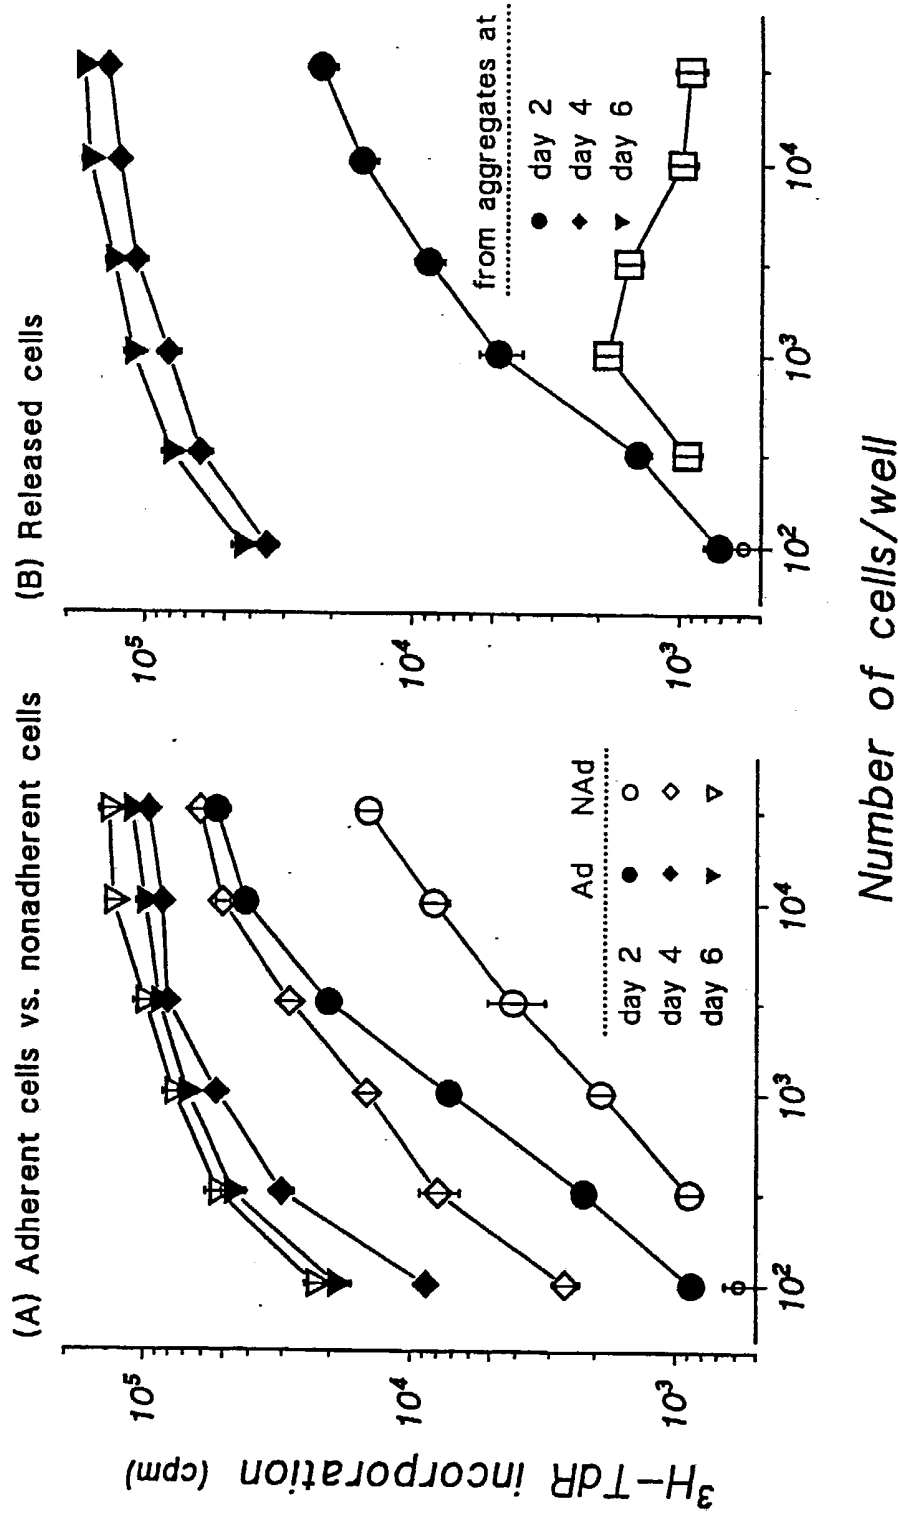 (A) Adherent cells vs. nonadherent cells
10⁵
10⁴
10³
³H−TdR incorporation (cpm)
Ad NAd
day 2
day 4
day 6
10² 10³ 10⁴
(B) Released cells
10⁵
10⁴
10³
from aggregates at
day 2
day 4
day 6
10² 10³ 10⁴
Number of cells/well